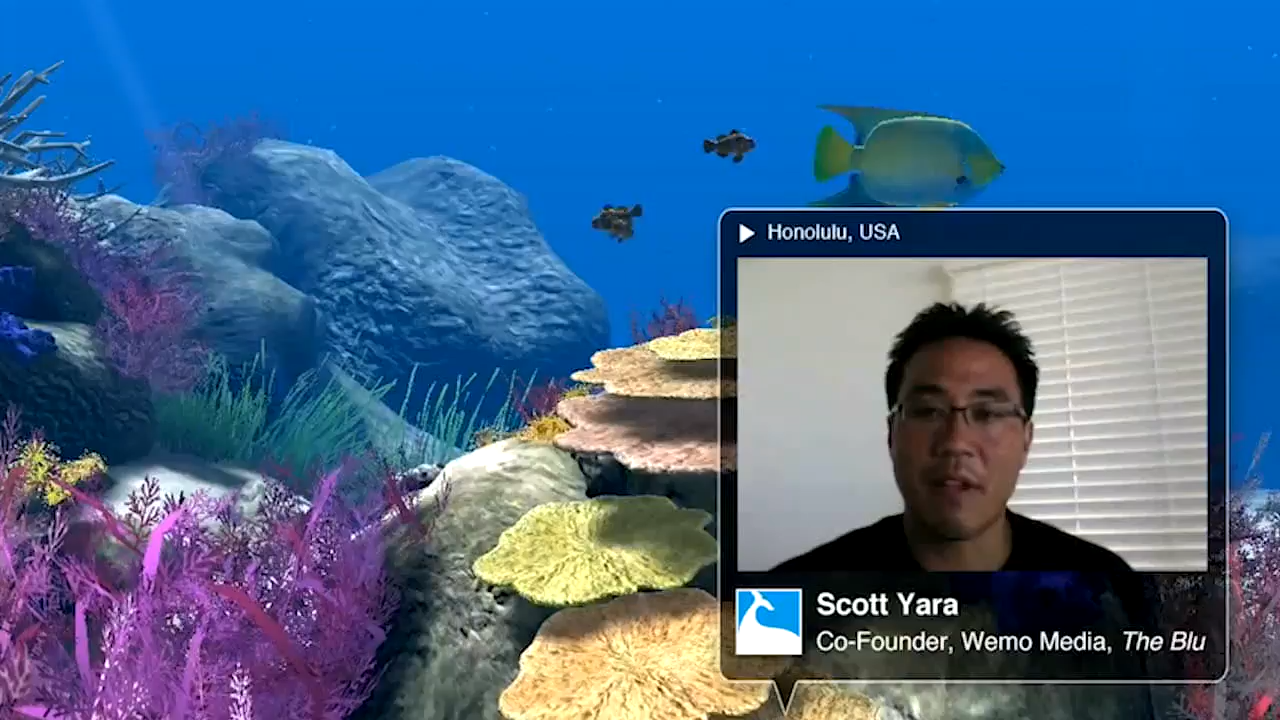 Honolulu, USA
Scott Yara
Co-Founder, Wemo Media, The Blu